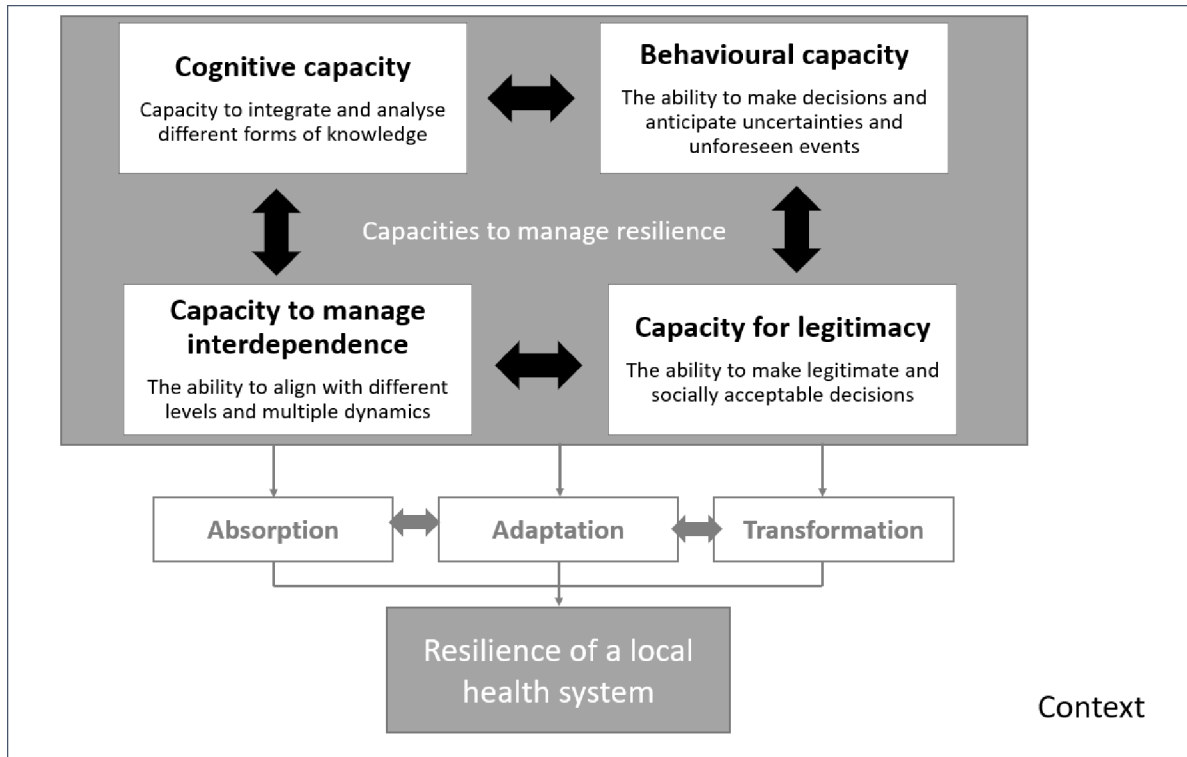 Cognitive capacity
Capacity to integrate and analyse
different forms of knowledge
Behavioural capacity
The ability to make decisions and
anticipate uncertainties and
unforeseen events
Capacities to manage resilience
Capacity to manage
interdependence
The ability to align with different
levels and multiple dynamics
Capacity for legitimacy
The ability to make legitimate and
socially acceptable decisions
Absorption
Adaptation
Transformation
Resilience of a local
health system
Context